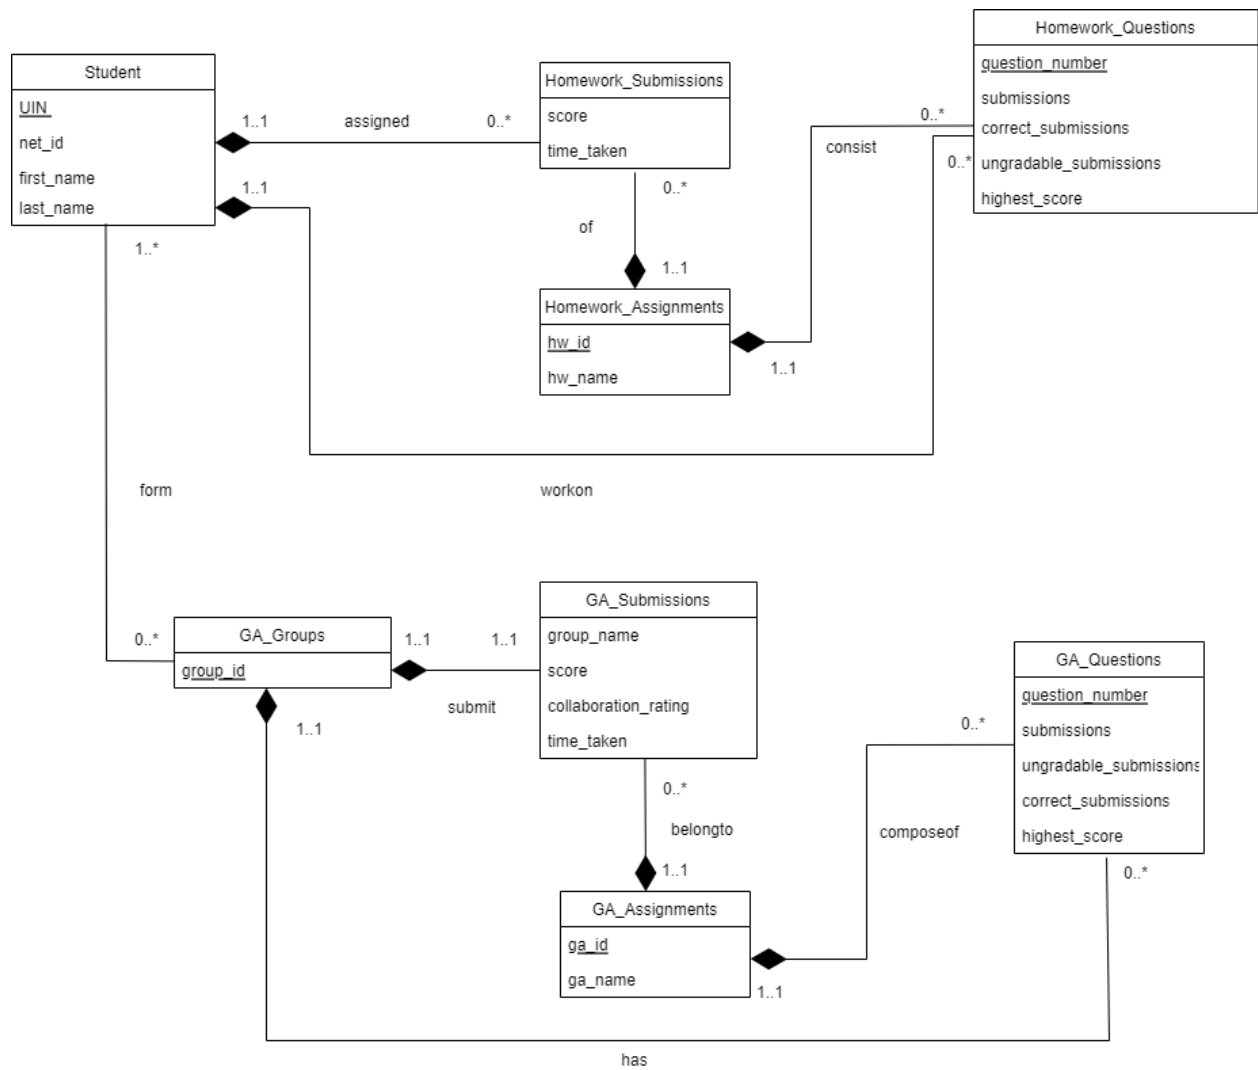 Student
UIN
net_id
first_name
last_name
1..1
assigned
0..*
1..1
1..*
Homework_Submissions
score
time_taken
0..*
of
1..1
Homework_Assignments
hw_id
hw_name
1..1
consist
0..*
0..*
Homework_Questions
question_number
submissions
correct_submissions
ungradable_submissions
highest_score
form
workon
0..*
GA_Groups
group_id
1..1
1..1
submit
1..1
GA_Submissions
group_name
score
collaboration_rating
time_taken
0..*
belongto
1..1
GA_Assignments
ga_id
ga_name
1..1
composeof
0..*
GA_Questions
question_number
submissions
ungradable_submissions
correct_submissions
highest_score
0..*
has